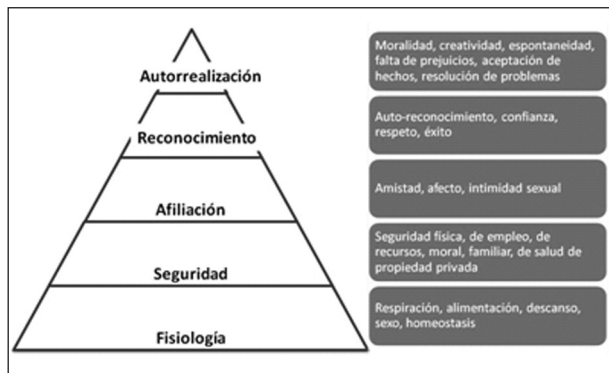 Autorrealización
Moralidad, creatividad, espontaneidad,
falta de prejuicios, aceptación de
hechos, resolución de problemas
Reconocimiento
Auto-reconocimiento, confianza,
respeto, éxito
Afiliación
Amistad, afecto, intimidad sexual
Seguridad
Seguridad física, de empleo, de
recursos, moral, familiar, de salud de
propiedad privada
Fisiología
Respiración, alimentación, descanso,
sexo, homeostasis